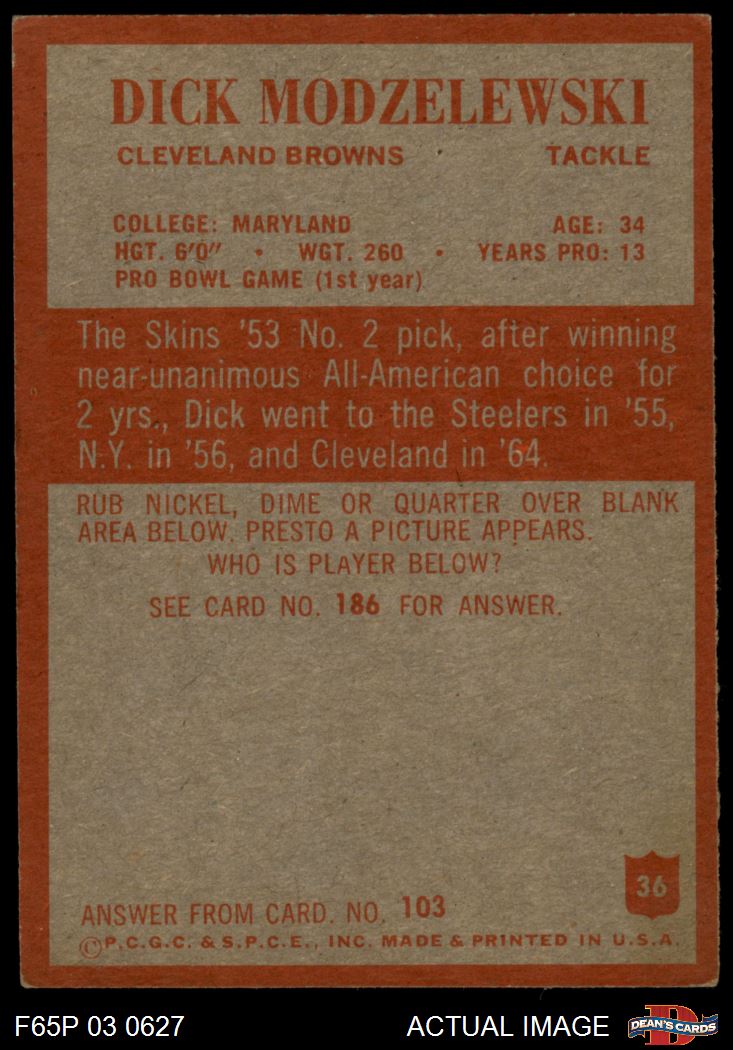 DICK MODZELEWSKI
CLEVELAND BROWNS TACKLE
COLLEGE: MARYLAND AGE: 34
HGT. 6'0" • WGT. 260 • YEARS PRO: 13
PRO BOWL GAME (1st year)
The Skins '53 No. 2 pick, after winning
near-unanimous All-American choice for
2 yrs., Dick went to the Steelers in '55,
N.Y. in '56, and Cleveland in '64.
RUB NICKEL, DIME OR QUARTER OVER BLANK
AREA BELOW. PRESTO A PICTURE APPEARS.
WHO IS PLAYER BELOW?
SEE CARD NO. 186 FOR ANSWER.
36
ANSWER FROM CARD. NO. 103
©P.C.G.C. & S.P.C.E., INC. MADE & PRINTED IN U.S.A.
F65P 03 0627 ACTUAL IMAGE
D
DEAN'S CARDS